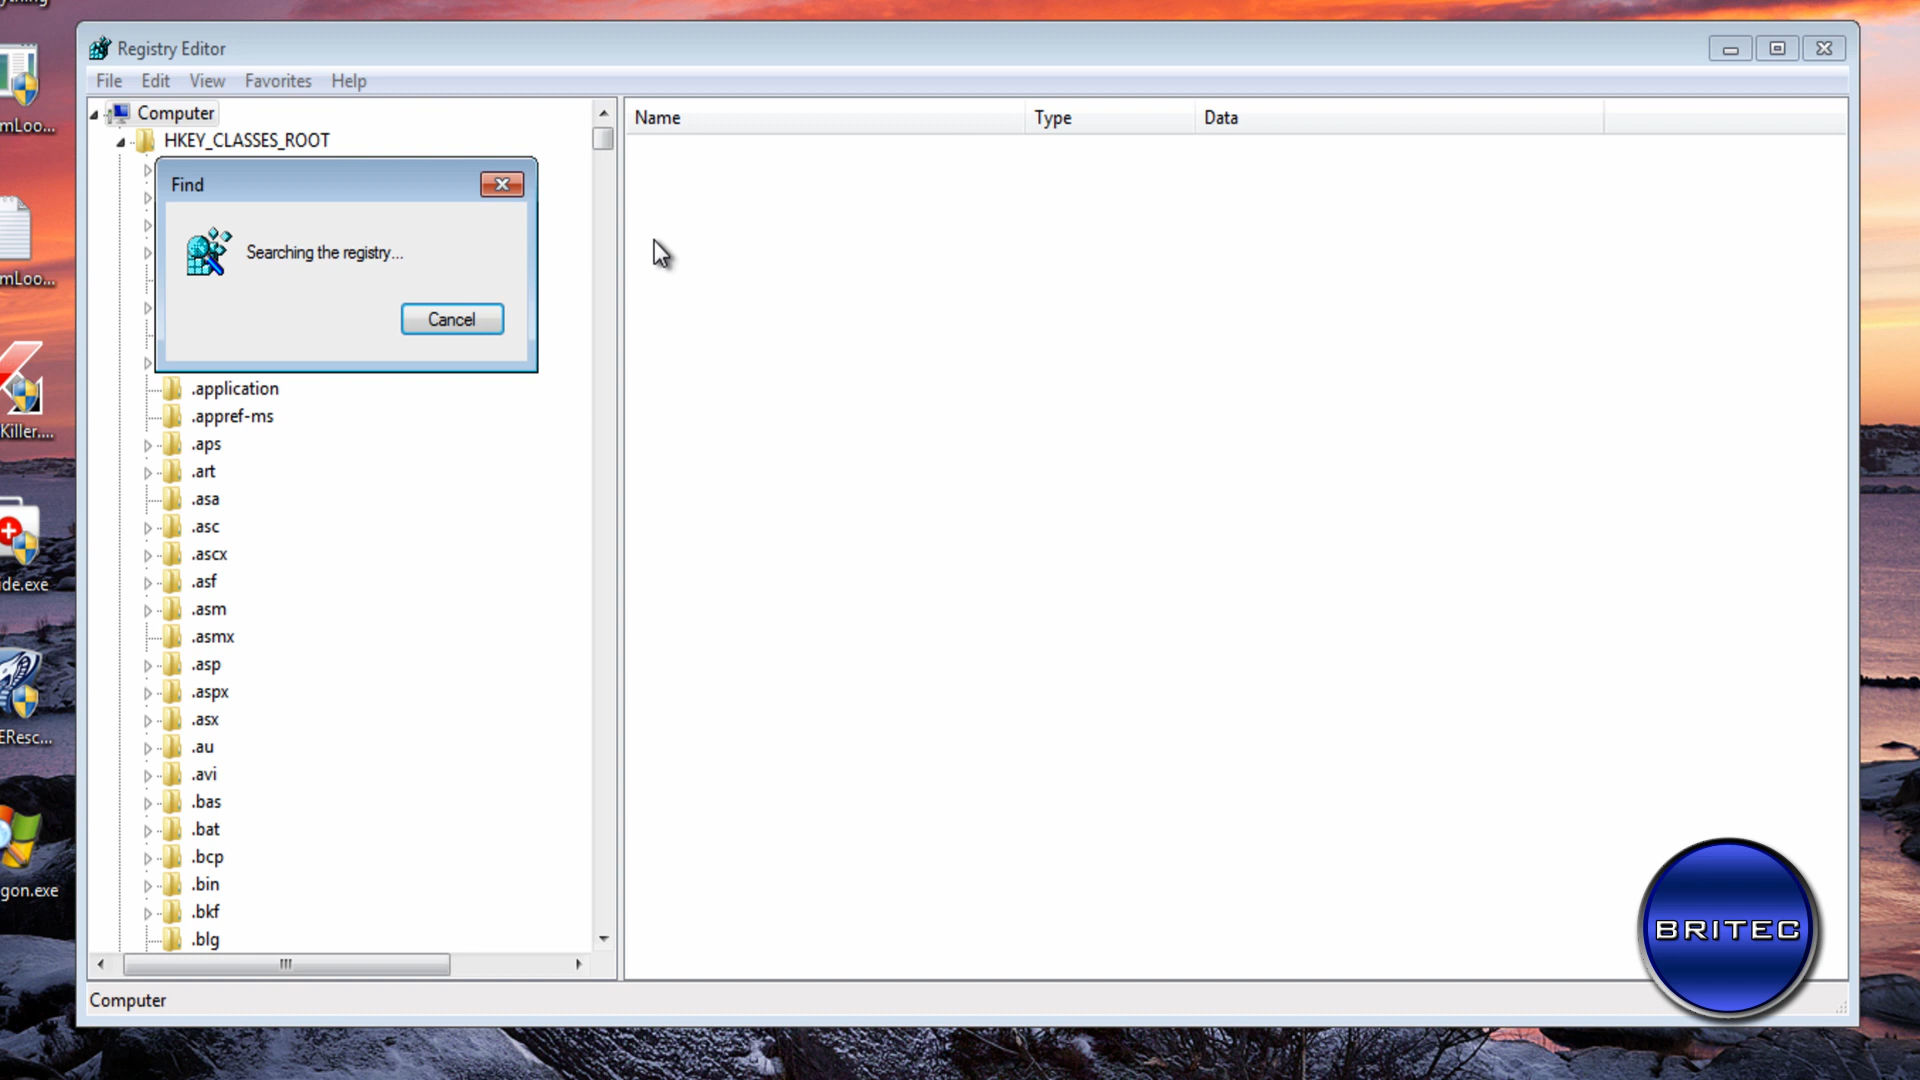 Registry Editor
File Edit View Favorites Help
Computer
HKEY_CLASSES_ROOT
Name Type Data
Find
Searching the registry...
Cancel
.application
.appref-ms
.aps
.art
.asa
.asc
.ascx
.asf
.asm
.asmx
.asp
.aspx
.asx
.au
.avi
.bas
.bat
.bcp
.bin
.bkf
.blg
Computer
mLoo...
mLoo...
Killer....
ide.exe
EResc...
gon.exe
BRITEC